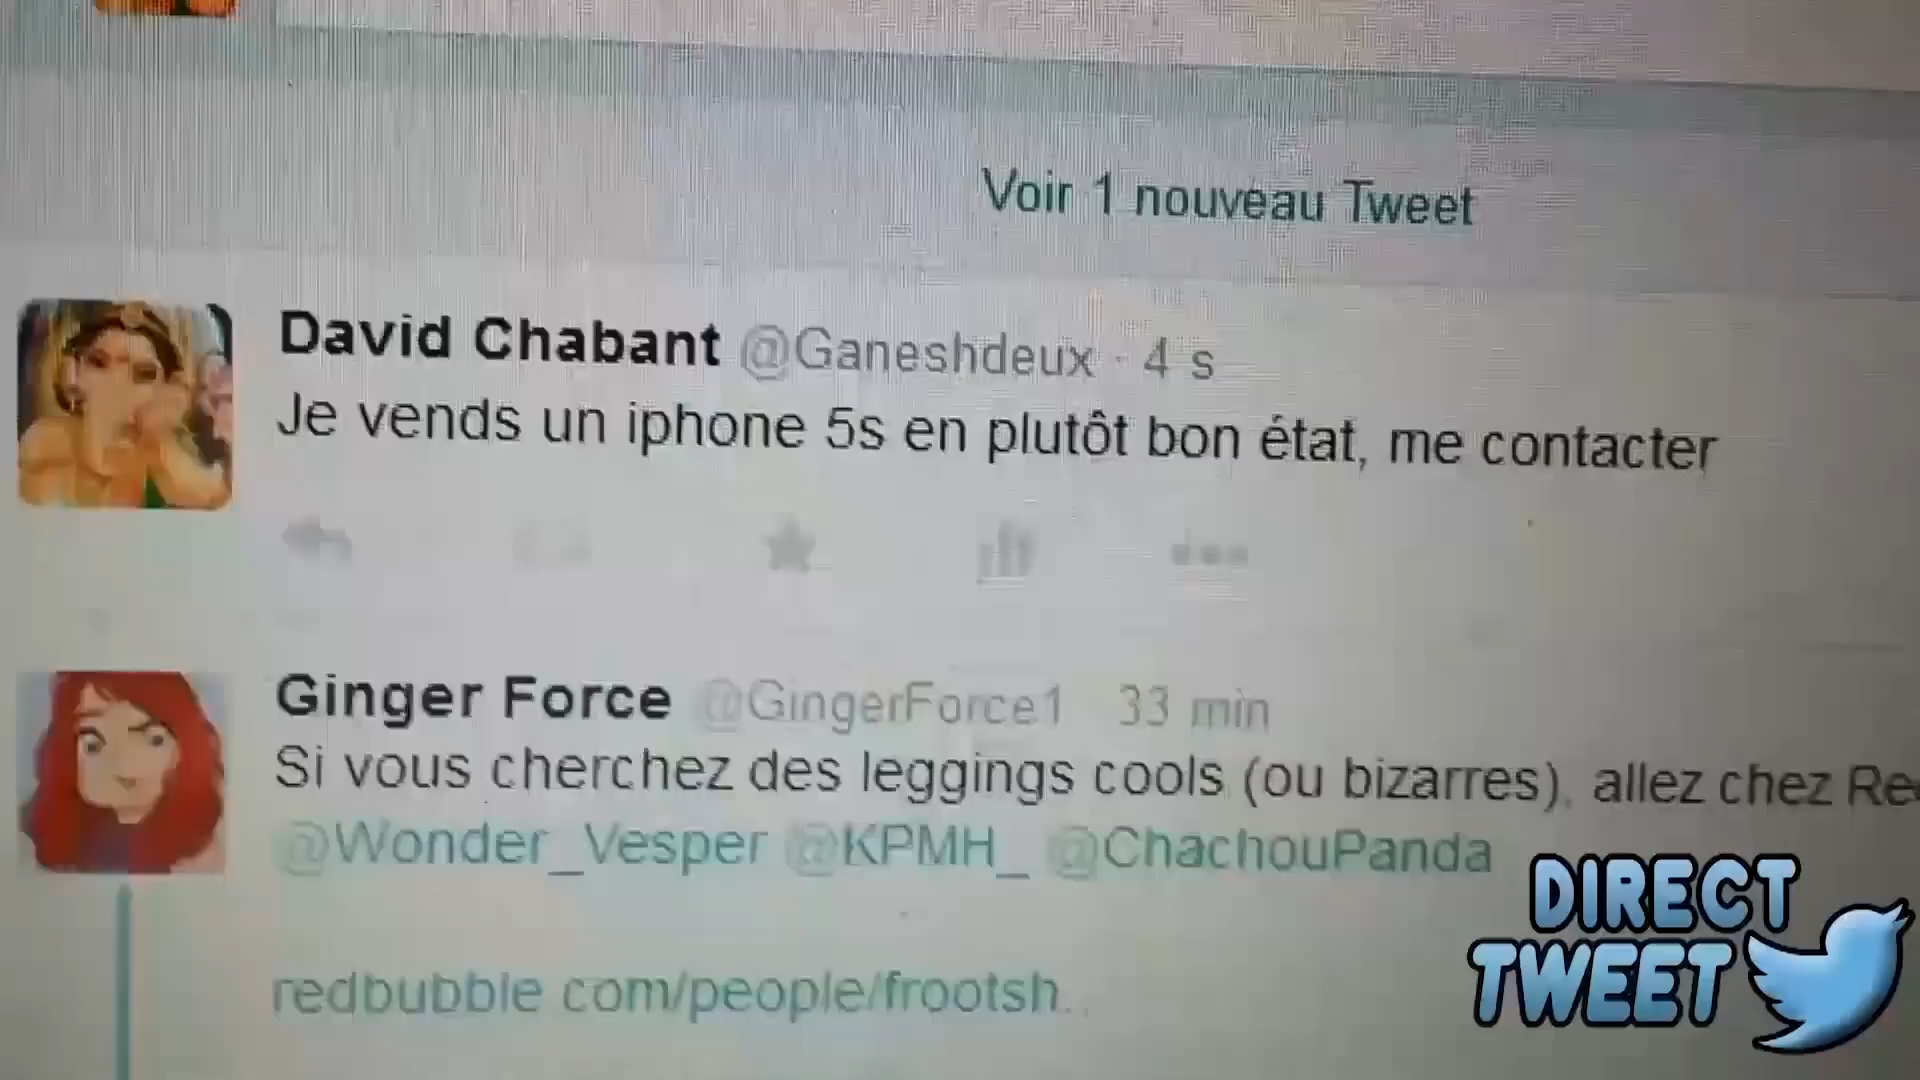 Voir 1 nouveau Tweet
David Chabant @Ganeshdeux · 4 s
Je vends un iphone 5s en plutôt bon état, me contacter
Ginger Force @GingerForce1 33 min
Si vous cherchez des leggings cools (ou bizarres), allez chez
@Wonder_Vesper @KPMH_ @ChachouPanda
redbubble.com/people/frootsh...
DIRECT
TWEET